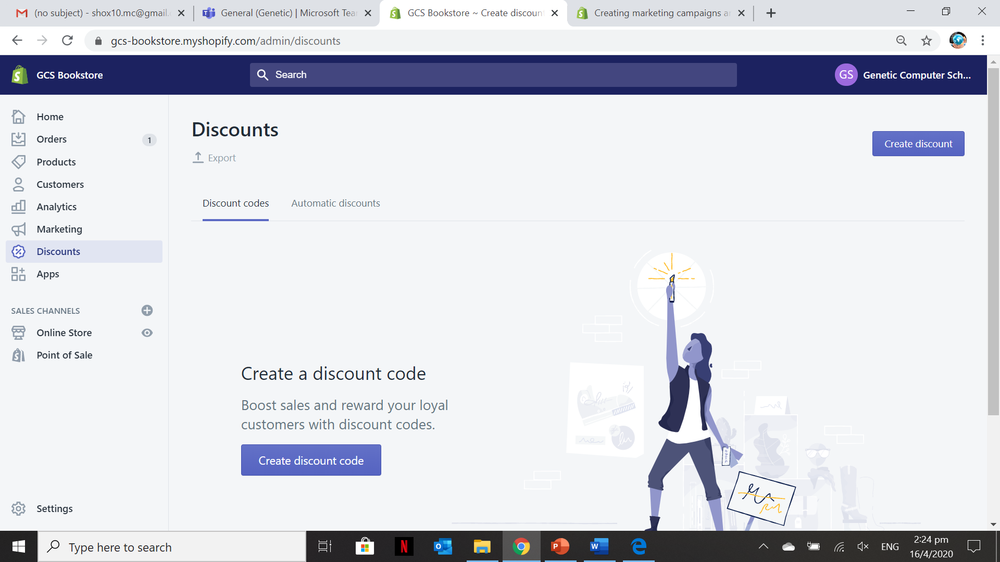 (no subject) - shox10.mc@gmail.
General (Genetic) | Microsoft Tea
GCS Bookstore ~ Create discount
Creating marketing campaigns a
gcs-bookstore.myshopify.com/admin/discounts
GCS Bookstore
Search
GS
Genetic Computer Sch...
Home
Orders
1
Products
Customers
Analytics
Marketing
Discounts
Apps
SALES CHANNELS
Online Store
Point of Sale
Settings
Discounts
Export
Create discount
Discount codes
Automatic discounts
Create a discount code
Boost sales and reward your loyal
customers with discount codes.
Create discount code
Type here to search
ENG
2:24 pm
16/4/2020